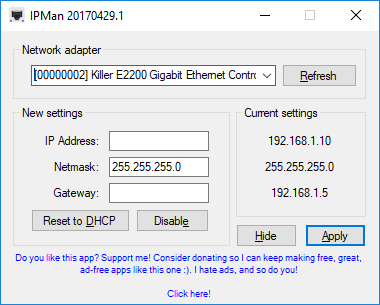 IPMan 20170429.1
Network adapter
[00000002] Killer E2200 Gigabit Ethernet Contro
Refresh
New settings
Current settings
IP Address:
192.168.1.10
Netmask: 255.255.255.0
255.255.255.0
Gateway:
192.168.1.5
Reset to DHCP
Disable
Hide
Apply
Do you like this app? Support me! Consider donating so I can keep making free, great,
ad-free apps like this one :). I hate ads, and so do you!
Click here!